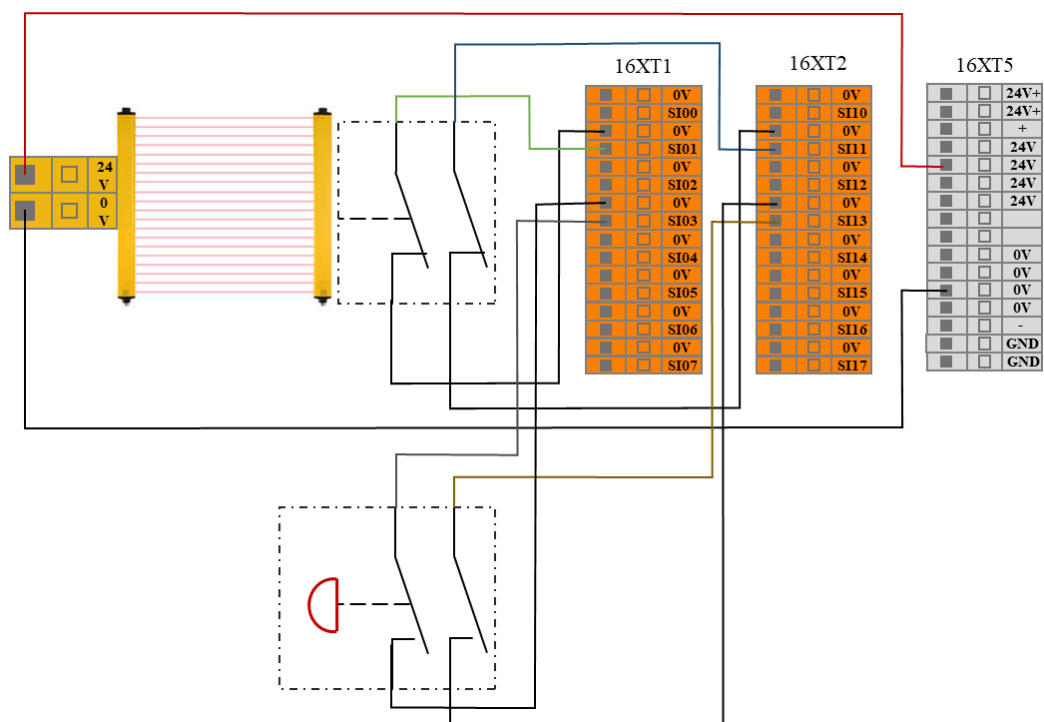 16XT1
16XT2
16XT5
24
V
0
V
0V
SI00
0V
SI01
0V
SI02
0V
SI03
0V
SI04
0V
SI05
0V
SI06
0V
SI07
0V
SI10
0V
SI11
0V
SI12
0V
SI13
0V
SI14
0V
SI15
0V
SI16
0V
SI17
24V+
24V+
+
24V
24V
24V
24V
0V
0V
0V
0V
-
GND
GND